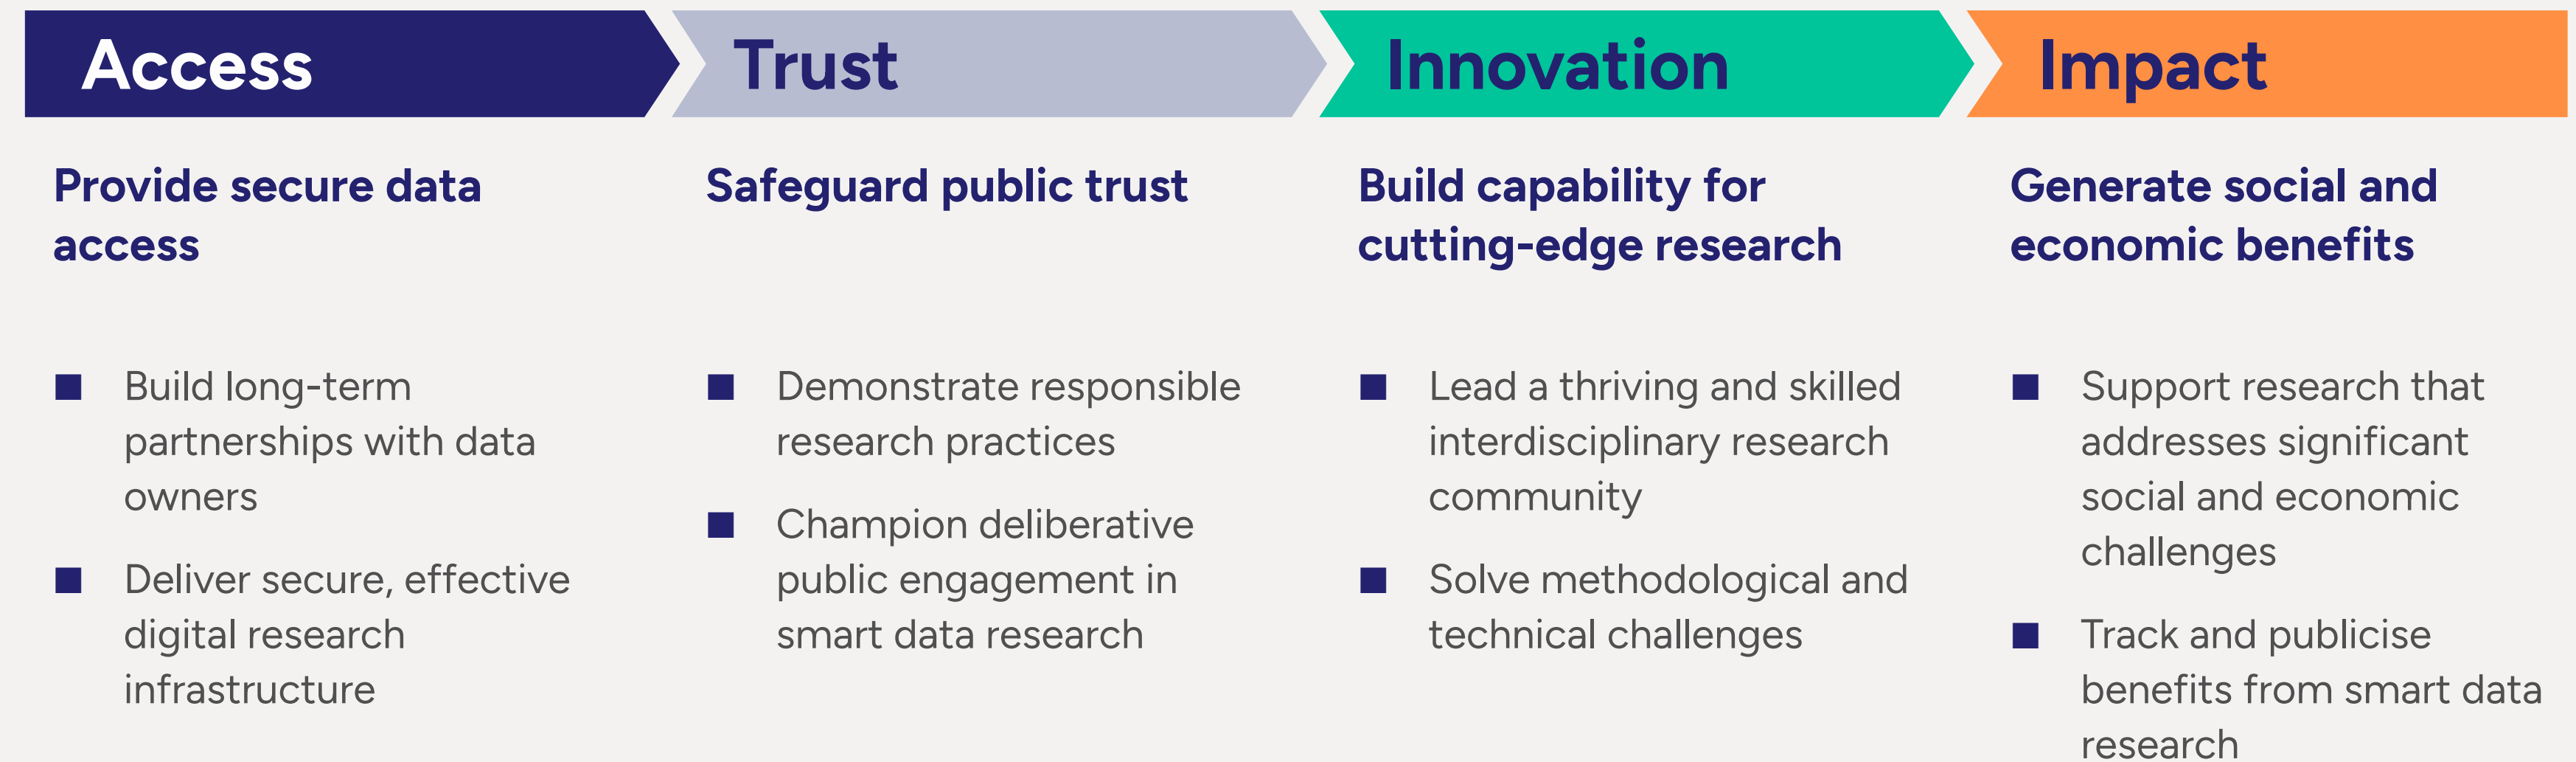 Access
Provide secure data
access
Build long-term
partnerships with data
owners
Deliver secure, effective
digital research
infrastructure
Trust
Safeguard public trust
Demonstrate responsible
research practices
Champion deliberative
public engagement in
smart data research
Innovation
Build capability for
cutting-edge research
Lead a thriving and skilled
interdisciplinary research
community
Solve methodological and
technical challenges
Impact
Generate social and
economic benefits
Support research that
addresses significant
social and economic
challenges
Track and publicise
benefits from smart data
research